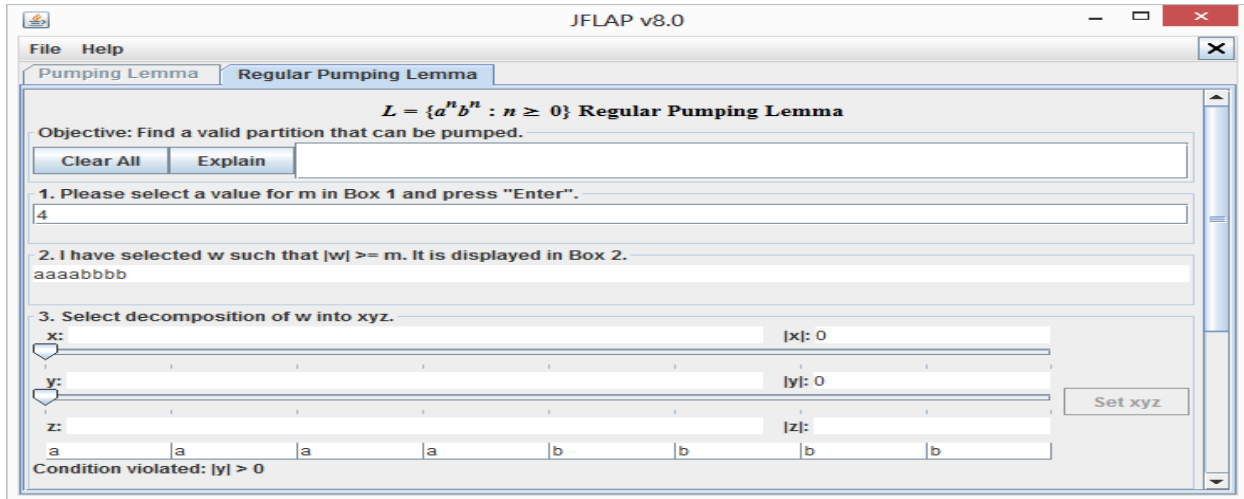 JFLAP v8.0
File Help
Pumping Lemma Regular Pumping Lemma
L = {aⁿbⁿ : n ≥ 0} Regular Pumping Lemma
Objective: Find a valid partition that can be pumped.
Clear All Explain
1. Please select a value for m in Box 1 and press "Enter".
4
2. I have selected w such that |w| >= m. It is displayed in Box 2.
aaaabbbb
3. Select decomposition of w into xyz.
x: |x|: 0
y: |y|: 0
Set xyz
z: |z|:
a a a a b b b b
Condition violated: |y| > 0